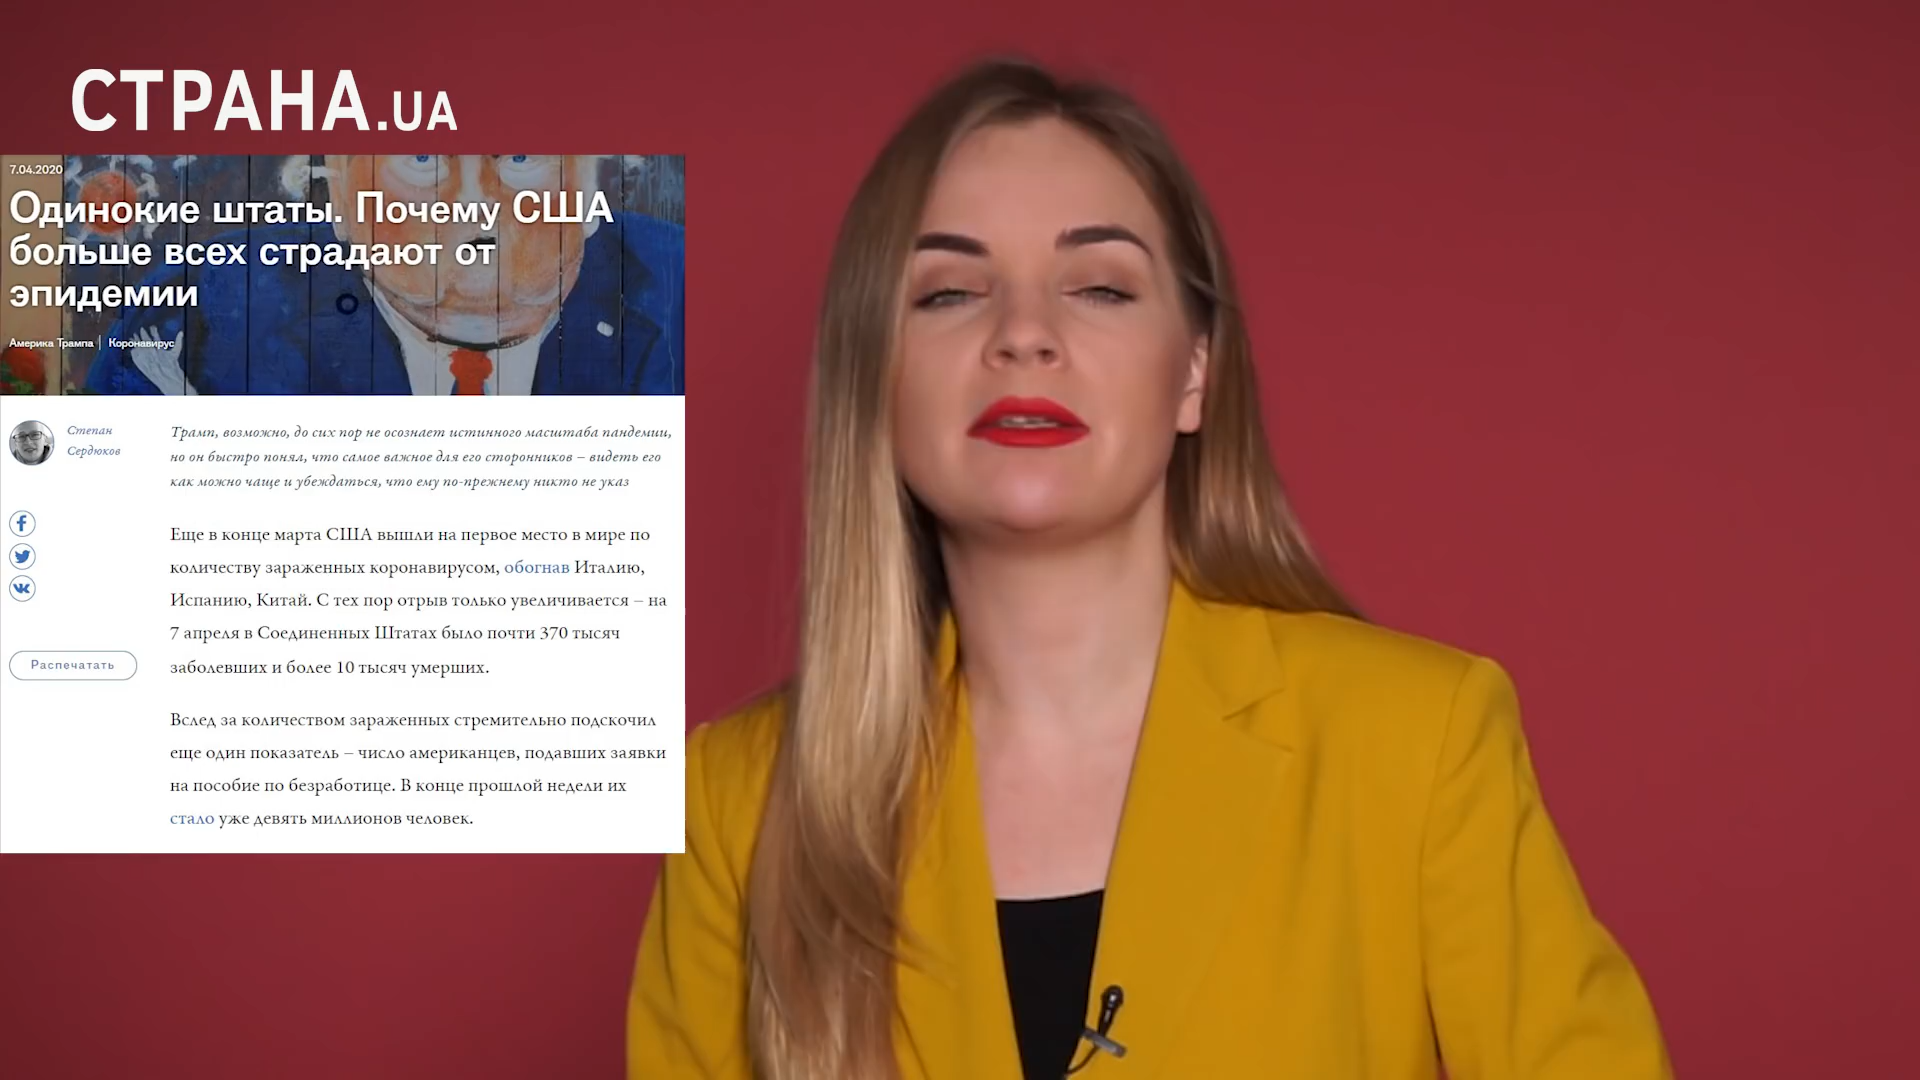 СТРАНА.UA
7.04.2020
Одинокие штаты. Почему США
больше всех страдают от
эпидемии
Америка Трампа | Коронавирус
Степан
Сердюков
Трамп, возможно, до сих пор не осознает истинного масштаба пандемии,
но он быстро понял, что самое важное для его сторонников – видеть его
как можно чаще и убеждаться, что ему по-прежнему никто не указ
Еще в конце марта США вышли на первое место в мире по
количеству зараженных коронавирусом, обогнав Италию,
Испанию, Китай. С тех пор отрыв только увеличивается – на
7 апреля в Соединенных Штатах было почти 370 тысяч
заболевших и более 10 тысяч умерших.
Распечатать
Вслед за количеством зараженных стремительно подскочил
еще один показатель – число американцев, подавших заявки
на пособие по безработице. В конце прошлой недели их
стало уже девять миллионов человек.